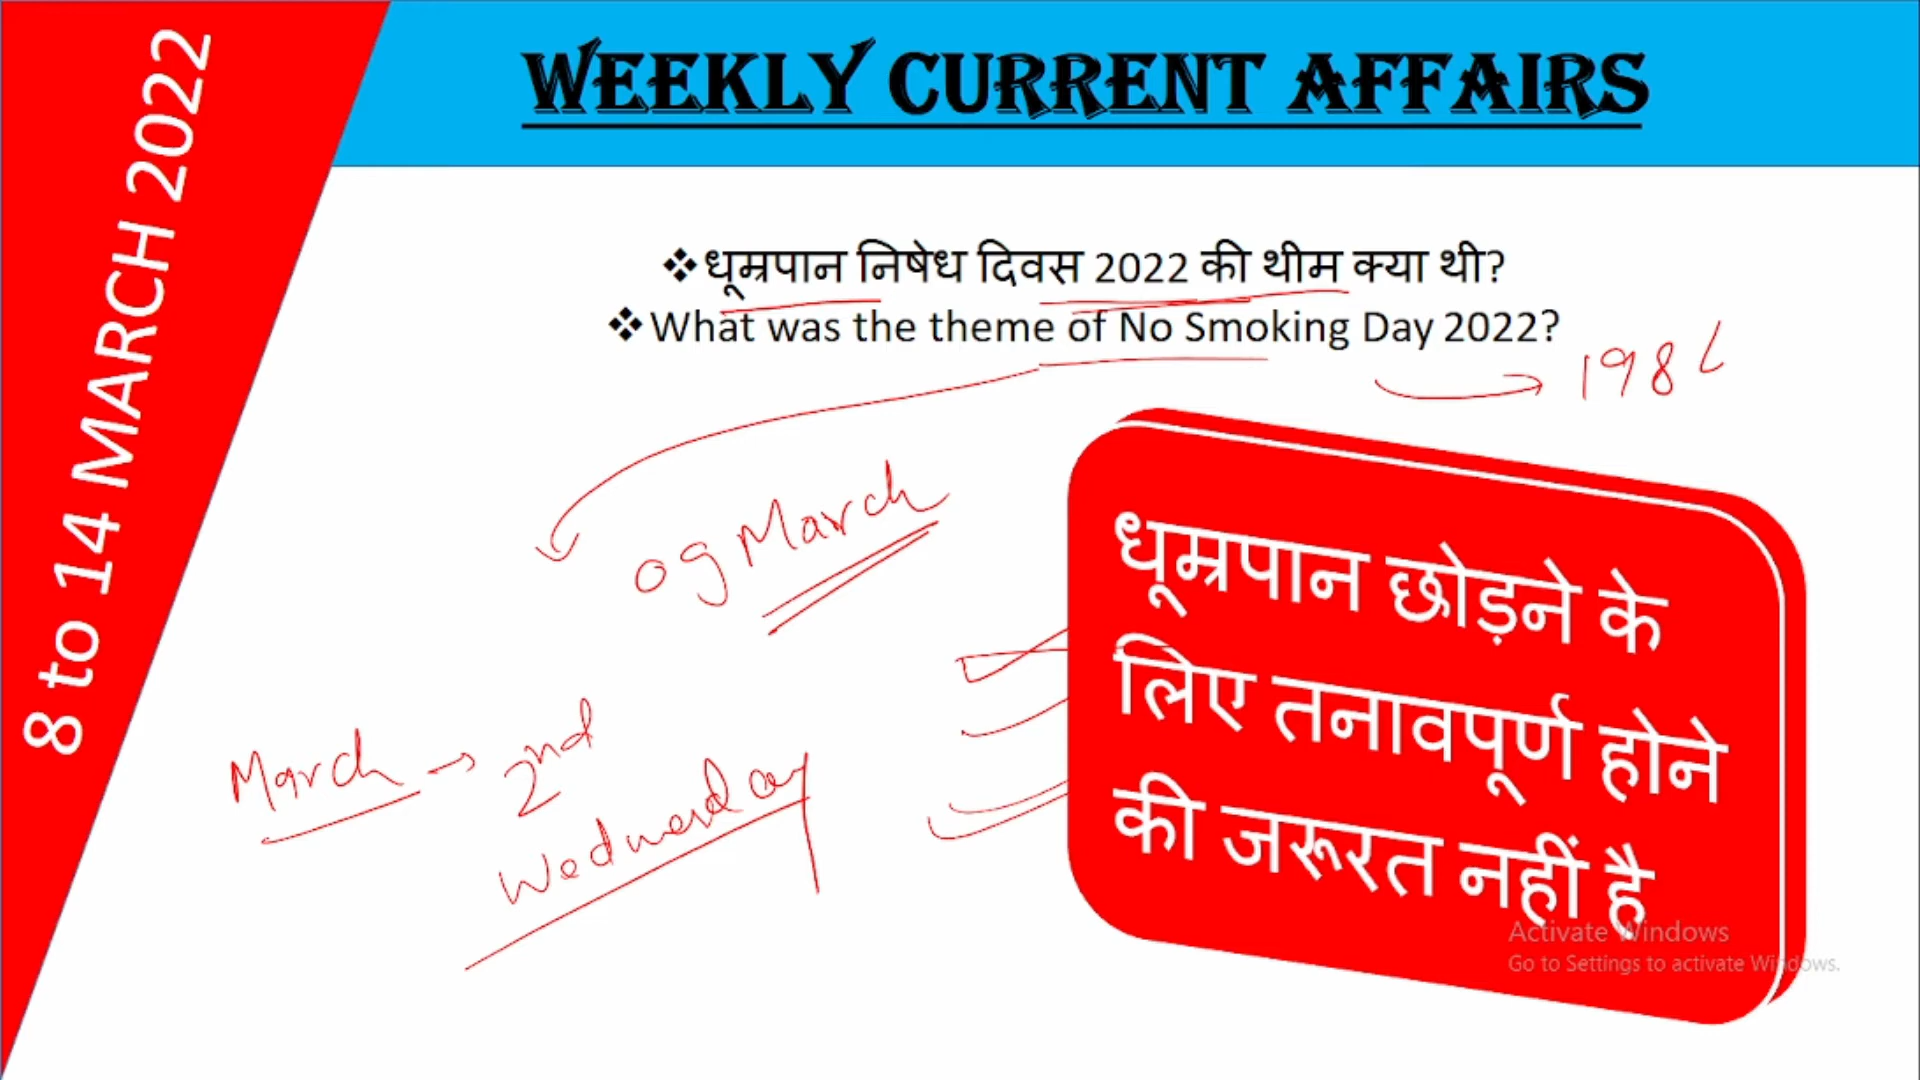 8 to 14 MARCH 2022
WEEKLY CURRENT AFFAIRS
❖धूम्रपान निषेध दिवस 2022 की थीम क्या थी?
❖What was the theme of No Smoking Day 2022?
09 March
March → 2nd
Wednesday
धूम्रपान छोड़ने के
लिए तनावपूर्ण होने
की जरूरत नहीं है
Activate Windows
Go to Settings to activate Windows.